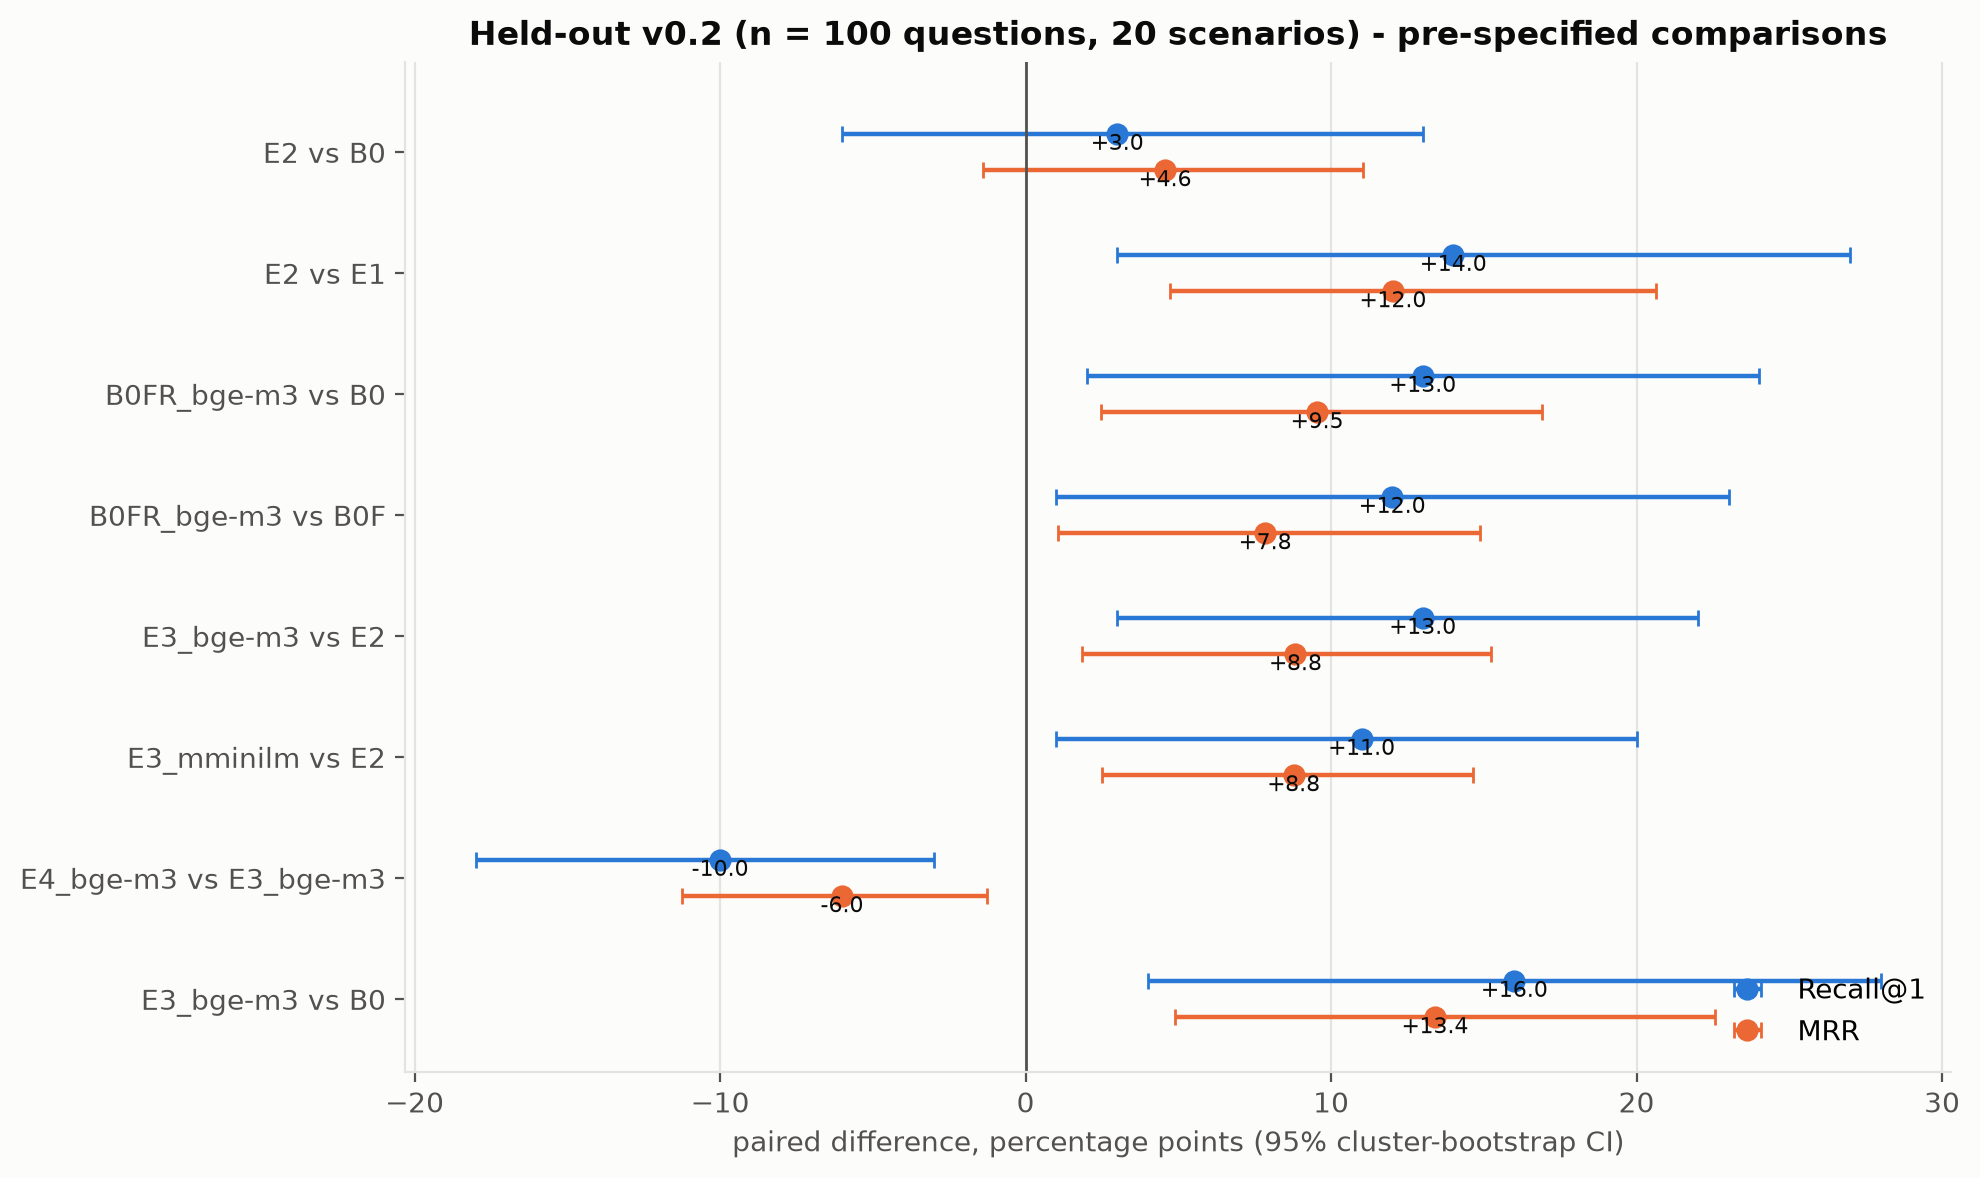 Held-out v0.2 (n = 100 questions, 20 scenarios) - pre-specified comparisons
E2 vs B0
+3.0
+4.6
E2 vs E1
+14.0
+12.0
B0FR_bge-m3 vs B0
+13.0
+9.5
B0FR_bge-m3 vs B0F
+12.0
+7.8
E3_bge-m3 vs E2
+13.0
+8.8
E3_mminilm vs E2
+11.0
+8.8
E4_bge-m3 vs E3_bge-m3
-10.0
-6.0
E3_bge-m3 vs B0
+16.0
+13.4
Recall@1
MRR
−20 −10 0 10 20 30
paired difference, percentage points (95% cluster-bootstrap CI)